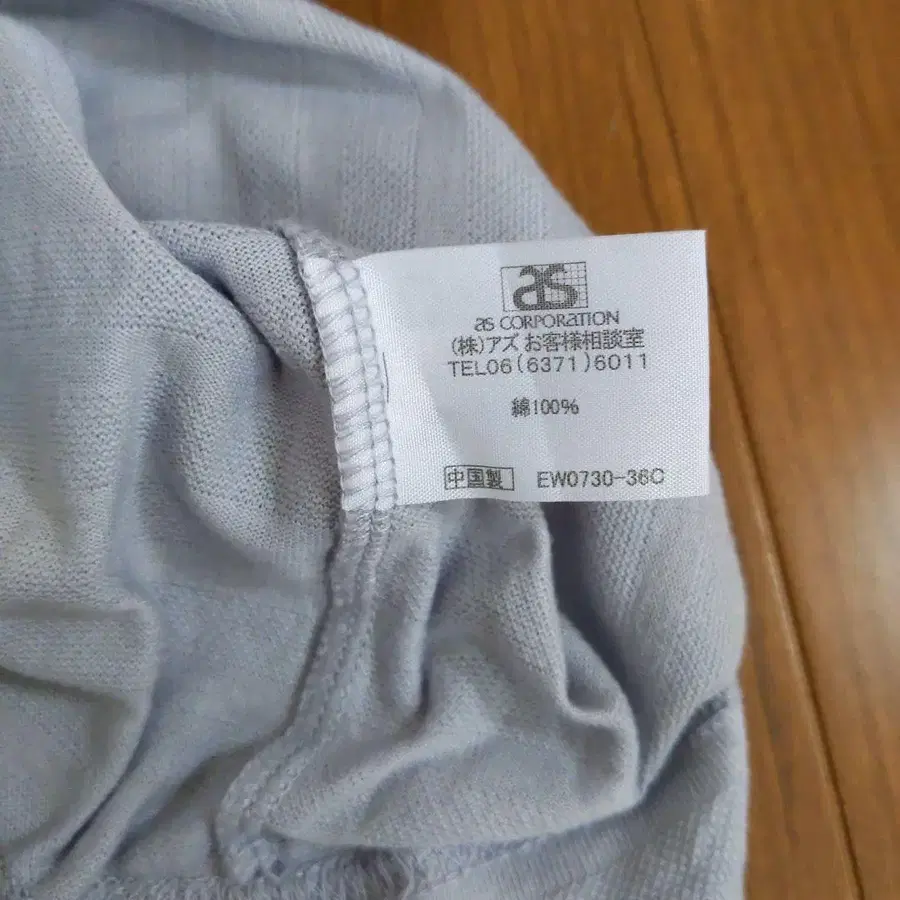 as
as CORPORATION
(株)アズ お客様相談室
TEL06(6371)6011
綿100%
中国製 EW0730-36C